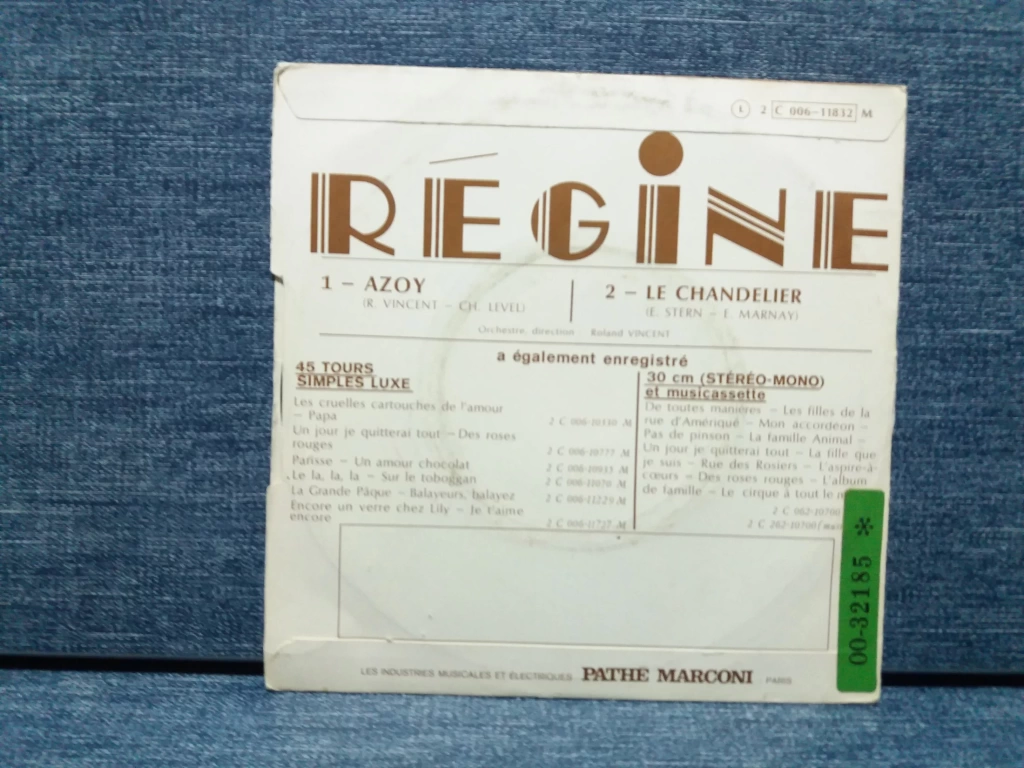 L 2 C 006-11832 M
RÉGINE
1 – AZOY
(R. VINCENT – CH. LEVEL)
2 – LE CHANDELIER
(E. STERN – E. MARNAY)
Orchestre, direction : Roland VINCENT
a également enregistré
45 TOURS
SIMPLES LUXE
Les cruelles cartouches de l'amour
– Papa 2 C 006-10330 M
Un jour je quitterai tout – Des roses
rouges 2 C 006-10777 M
Parisse – Un amour chocolat
Le la, la, la – Sur le toboggan 2 C 006-11070 M
La Grande Pâque – Balayeurs, balayez 2 C 006-11229 M
Encore un verre chez Lily – Je t'aime
encore 2 C 006-11727 M
30 cm (STÉRÉO-MONO)
et musicassette
De toutes manières – Les filles de la
rue d'Amérique – Mon accordeon –
Pas de pinson – La famille Animal –
Un jour je quitterai tout – La fille que
je suis – Rue des Rosiers – L'aspire-à-
cœurs – Des roses rouges – L'album
de famille – Le cirque à tout le
2 C 062-10700
2 C 262-10700
00-32185 *
LES INDUSTRIES MUSICALES ET ÉLECTRIQUES PATHE MARCONI PARIS